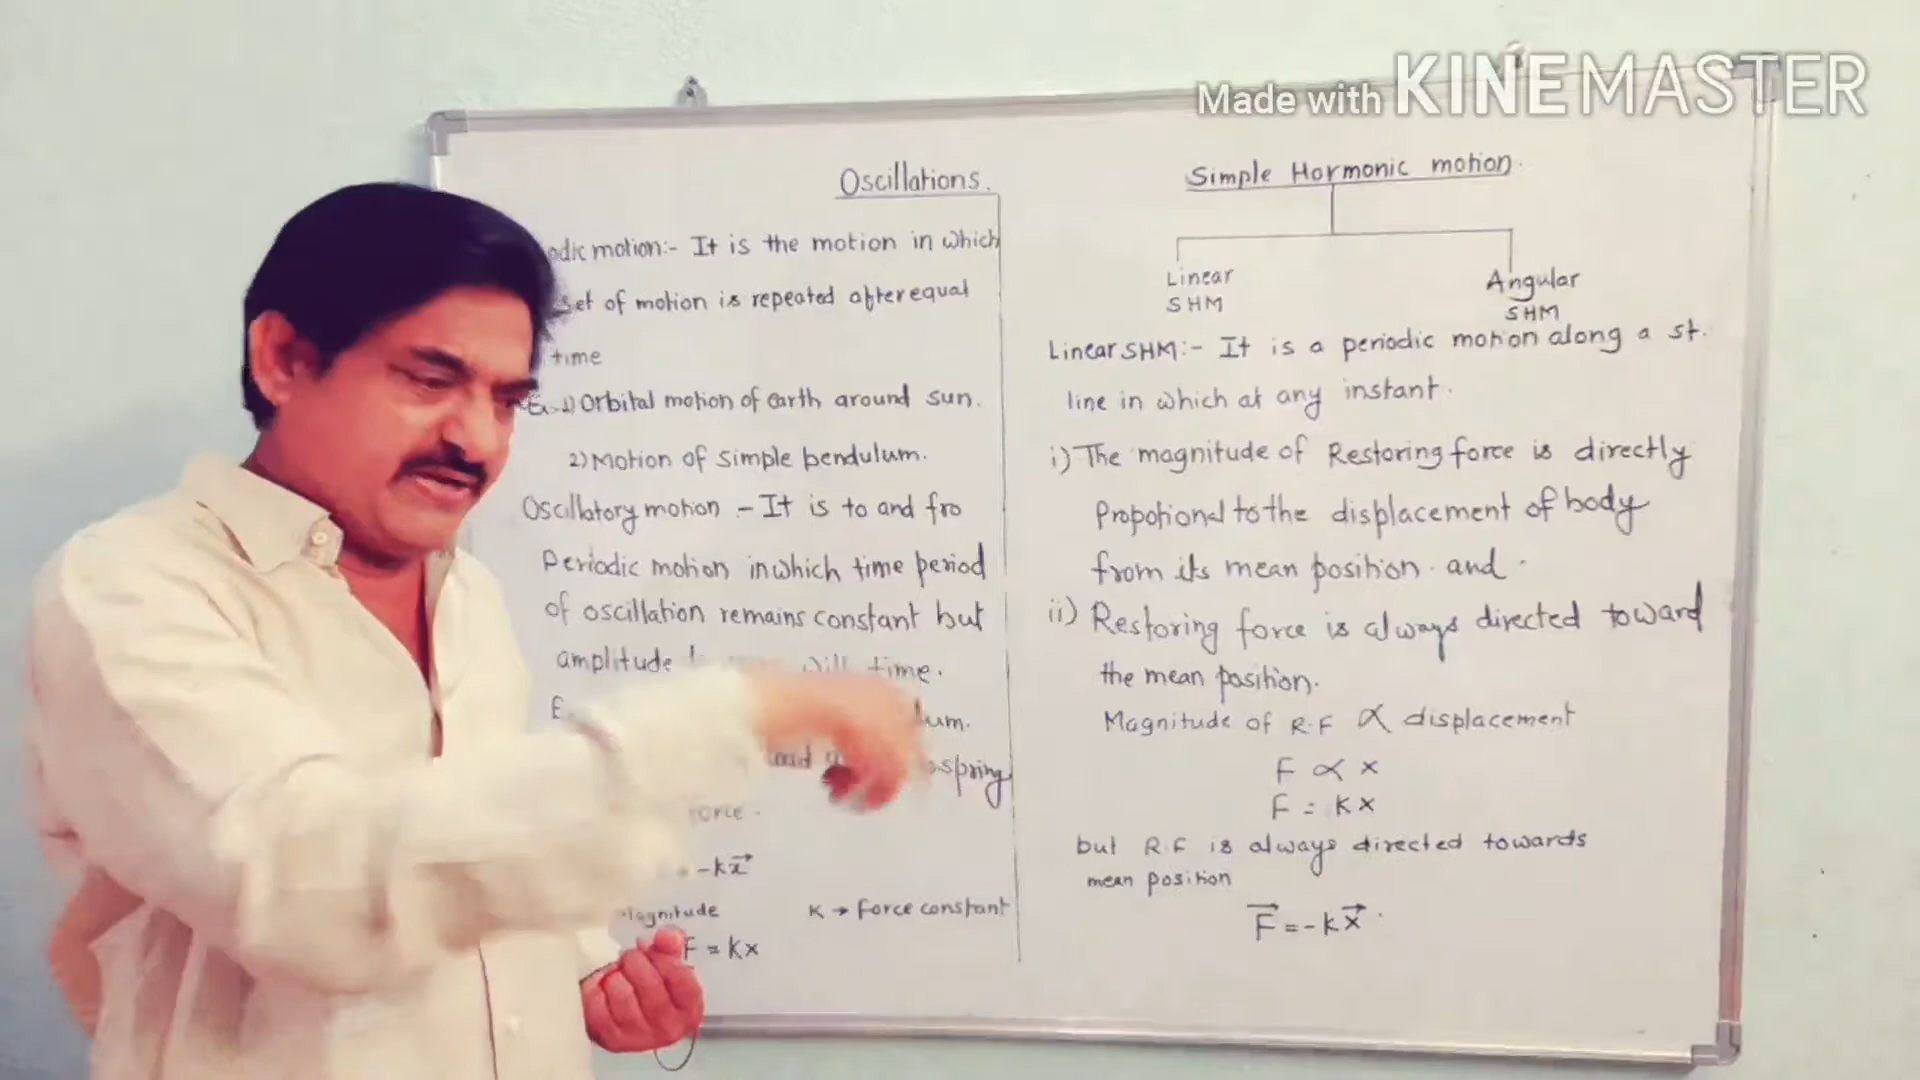 Made with KINEMASTER
Oscillations.
odic motion:- It is the motion in which
set of motion is repeated after equal
time
Ex-1) Orbital motion of earth around sun.
2) Motion of simple bendulum.
Oscillatory motion - It is to and fro
Periodic motion in which time period
of oscillation remains constant but
amplitude time.
lum.
spring
orce.
-kx⃗
Magnitude K → force constant
F = kx
Simple Hormonic motion.
Linear SHM
Angular SHM
Linear SHM:- It is a periodic motion along a st.
line in which at any instant.
i) The magnitude of Restoring force is directly
Propotional to the displacement of body
from its mean position. and.
ii) Restoring force is always directed toward
the mean position.
Magnitude of R.F ∝ displacement
F ∝ x
F = kx
but R.F is always directed towards
mean position
F⃗ = -kx⃗.